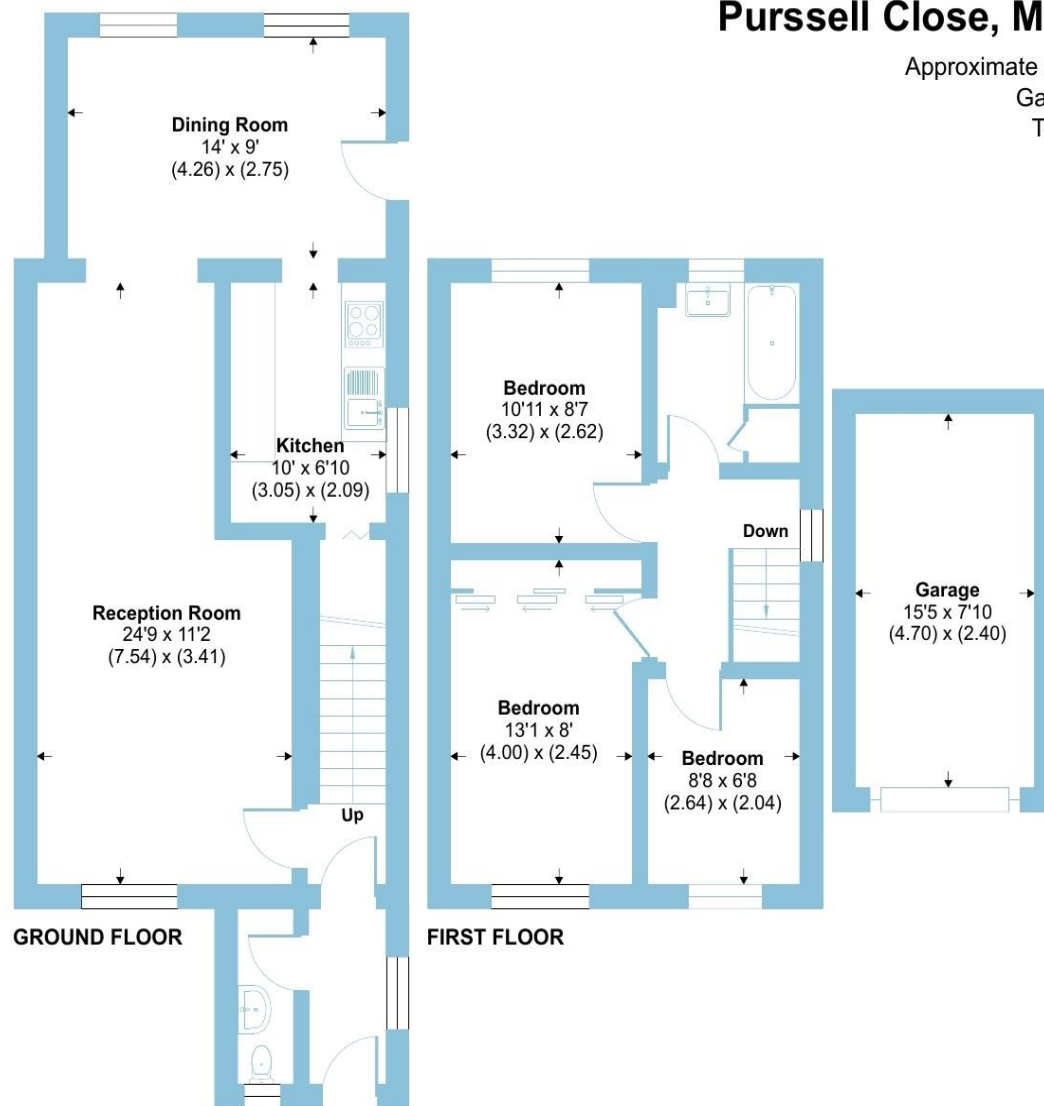 Purssell Close, M
Approximate
Ga
T
Dining Room
14' x 9'
(4.26) x (2.75)
Kitchen
10' x 6'10
(3.05) x (2.09)
Reception Room
24'9 x 11'2
(7.54) x (3.41)
Up
GROUND FLOOR
Bedroom
10'11 x 8'7
(3.32) x (2.62)
Down
Bedroom
13'1 x 8'
(4.00) x (2.45)
Bedroom
8'8 x 6'8
(2.64) x (2.04)
FIRST FLOOR
Garage
15'5 x 7'10
(4.70) x (2.40)